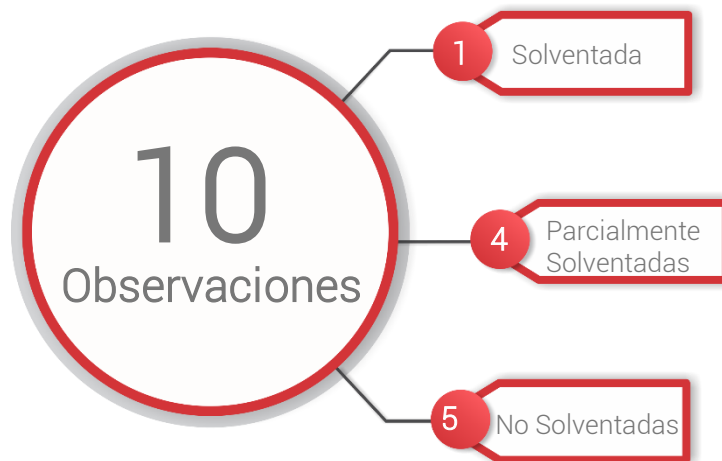 10
Observaciones
1
Solventada
4
Parcialmente
Solventadas
5
No Solventadas